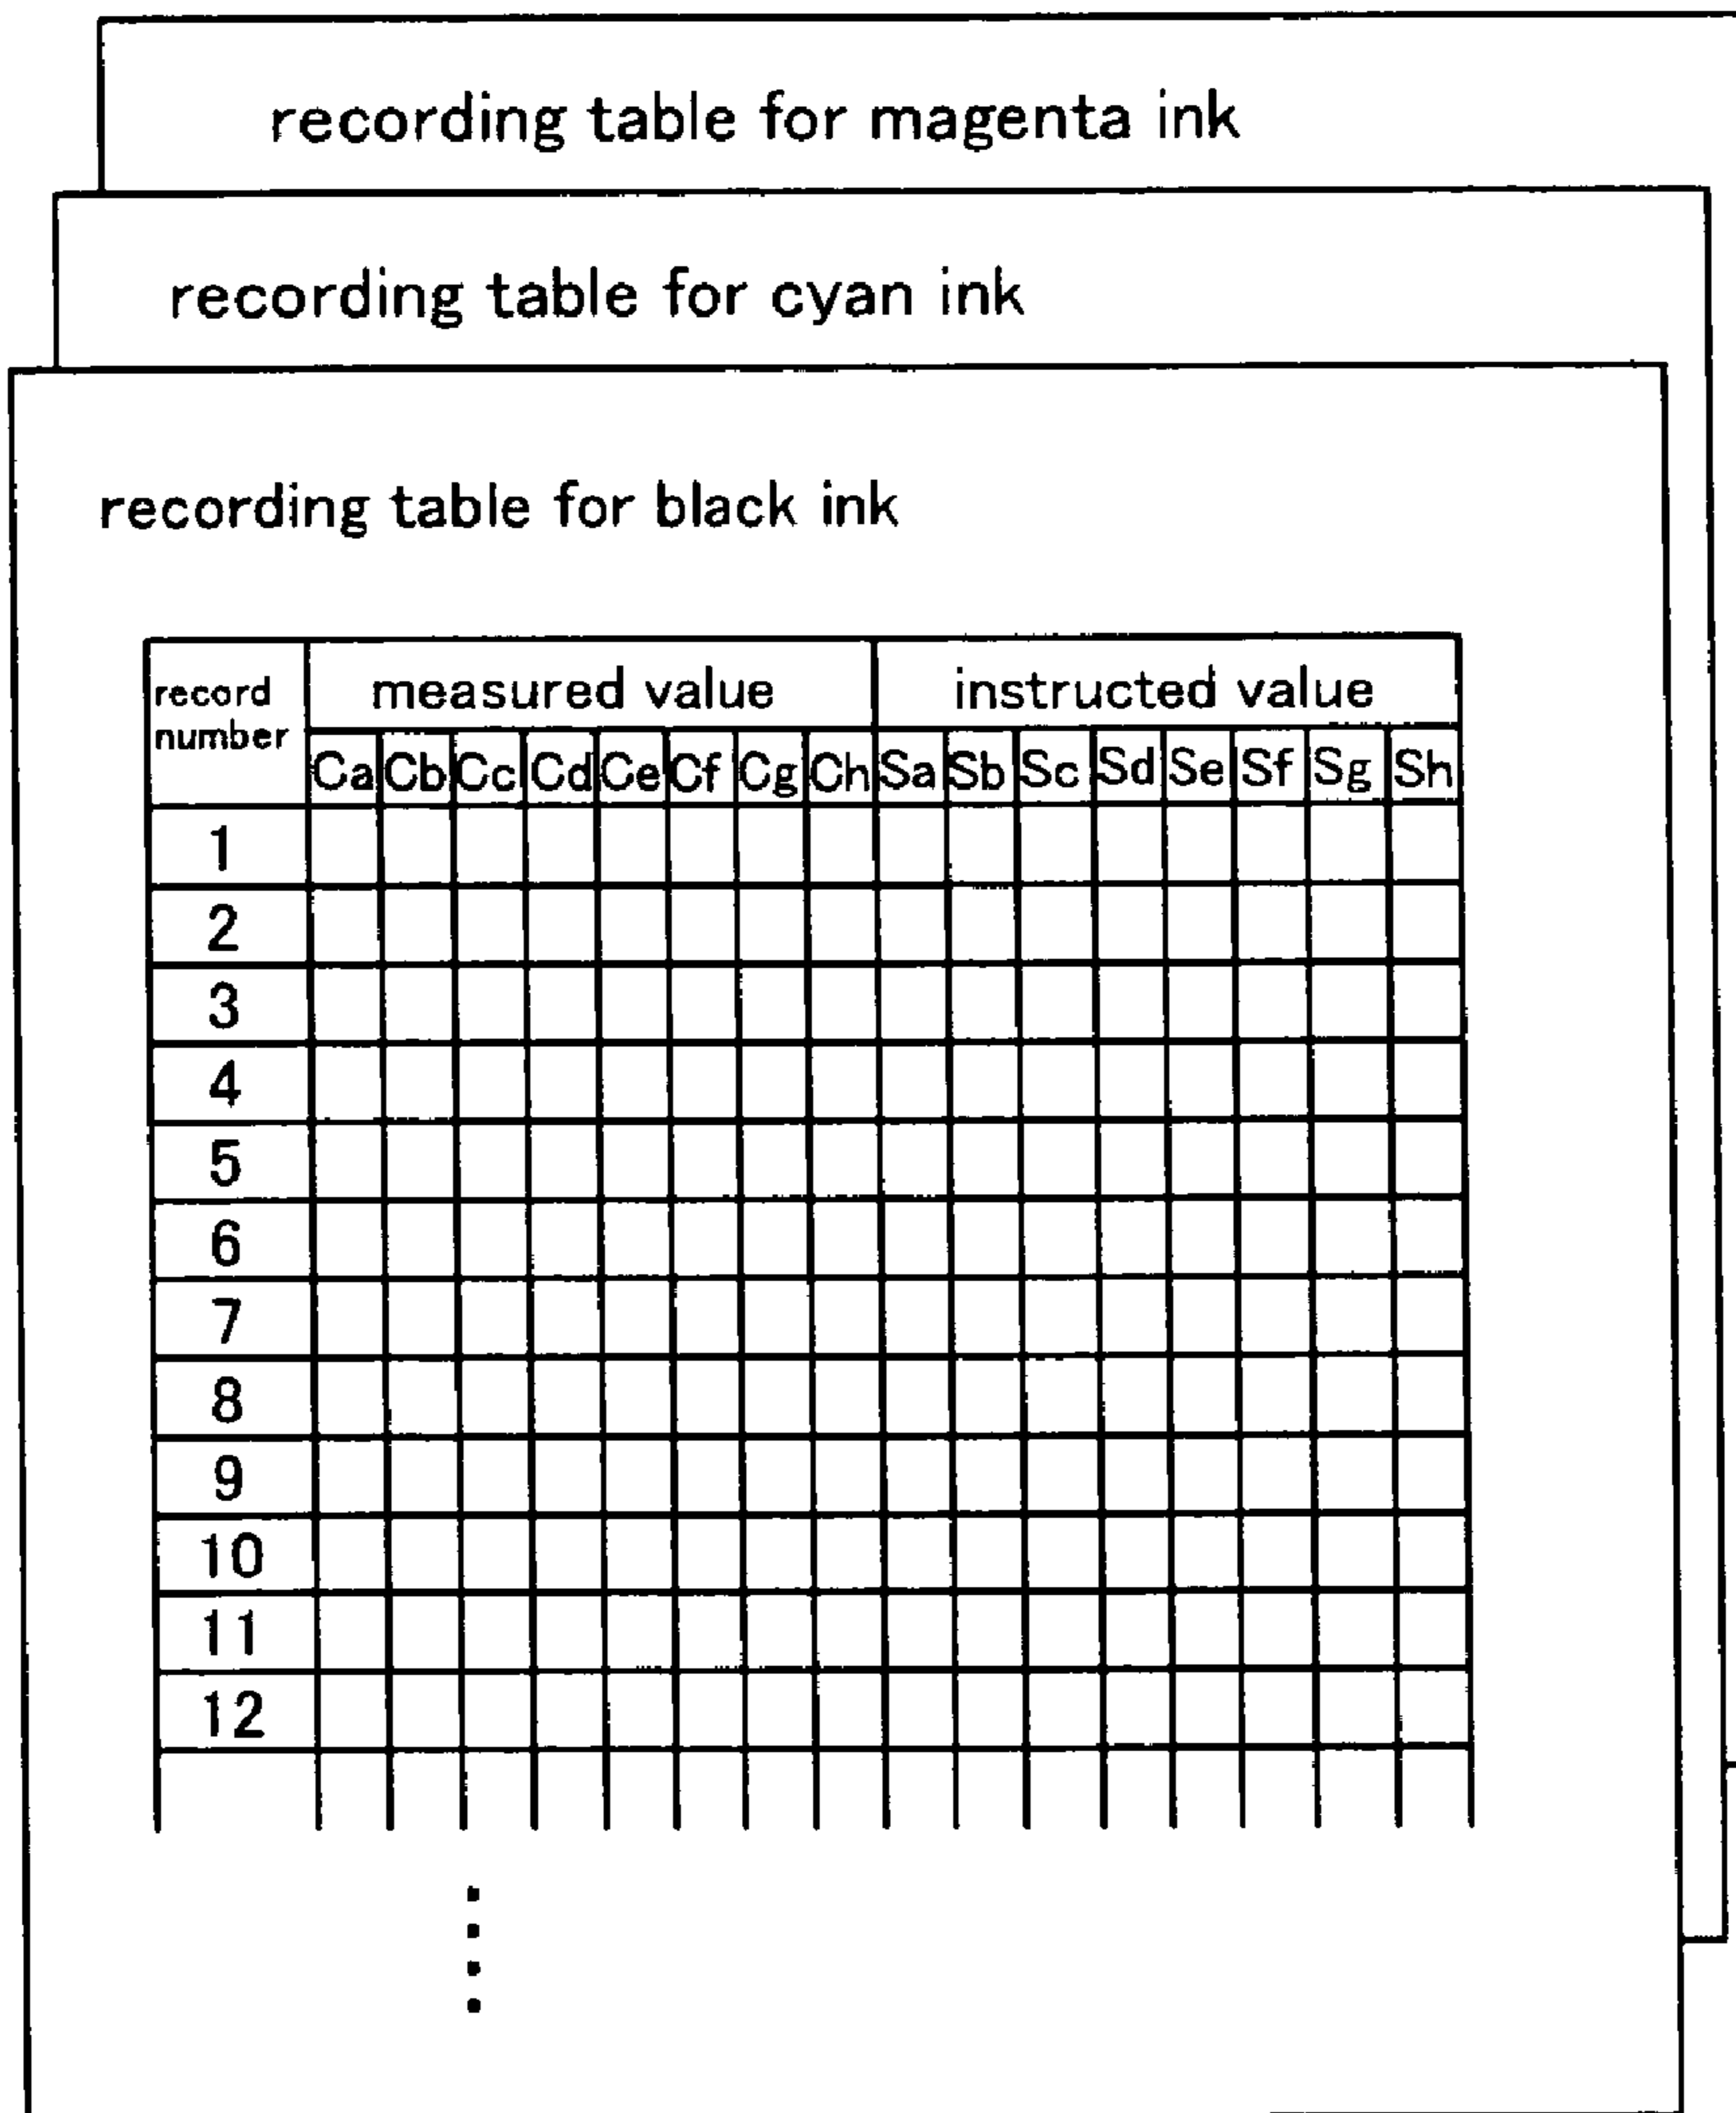 recording table for magenta ink
recording table for cyan ink
recording table for black ink
record number measured value instructed value
Ca Cb Cc Cd Ce Cf Cg Ch Sa Sb Sc Sd Se Sf Sg Sh
1
2
3
4
5
6
7
8
9
10
11
12